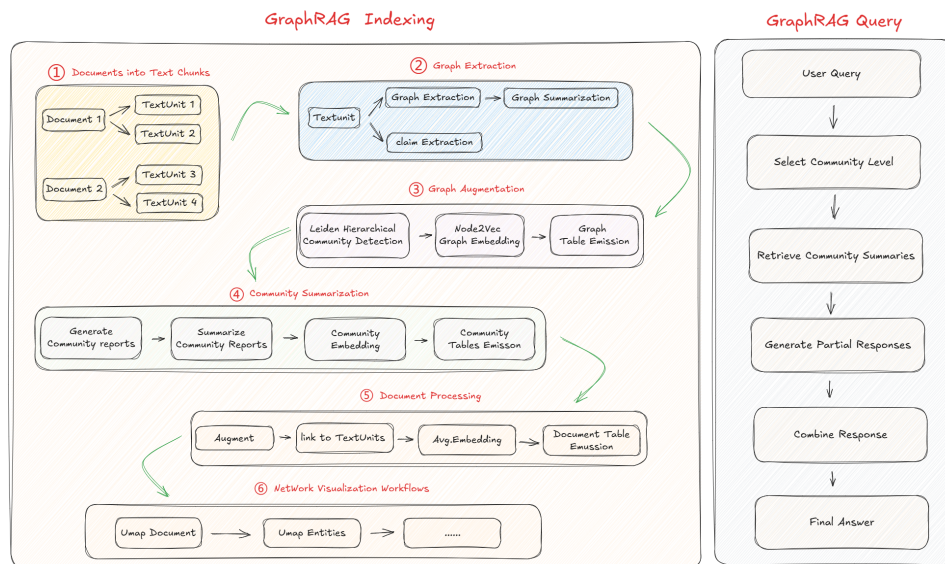 GraphRAG Indexing
① Documents into Text Chunks
Document 1
TextUnit 1
TextUnit 2
Document 2
TextUnit 3
TextUnit 4
② Graph Extraction
Textunit
Graph Extraction
Graph Summarization
claim Extraction
③ Graph Augmentation
Leiden Hierarchical
Community Detection
Node2Vec
Graph Embedding
Graph
Table Emission
④ Community Summarization
Generate
Community reports
Summarize
Community Reports
Community
Embedding
Community
Tables Emisson
⑤ Document Processing
Augment
link to TextUnits
Avg.Embedding
Document Table
Emussion
⑥ NetWork Visualization Workflows
Umap Document
Umap Entities
......
GraphRAG Query
User Query
Select Community Level
Retrieve Community Summaries
Generate Partial Responses
Combine Response
Final Answer